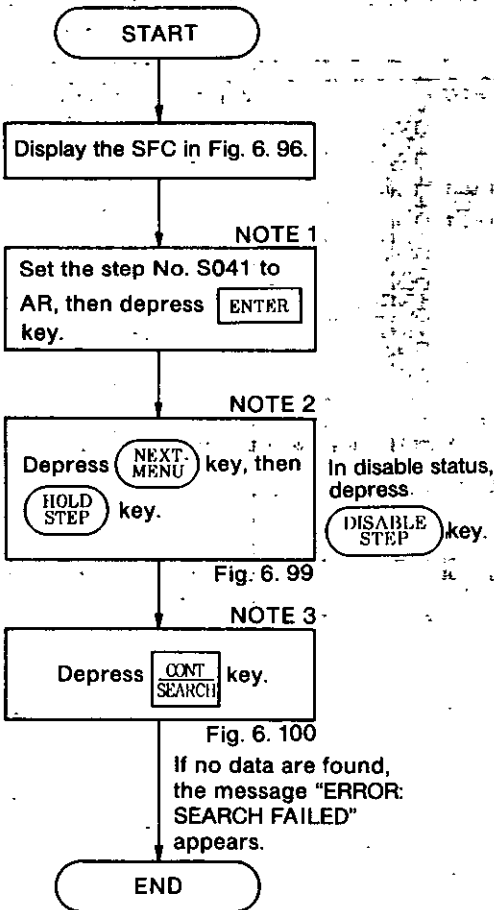 START
Display the SFC in Fig. 6. 96.
NOTE 1
Set the step No. S041 to
AR, then depress ENTER
key.
NOTE 2
Depress NEXT- MENU key, then
HOLD STEP key.
In disable status,
depress
DISABLE STEP key.
Fig. 6. 99
NOTE 3
Depress CONT SEARCH key.
Fig. 6. 100
If no data are found,
the message "ERROR:
SEARCH FAILED"
appears.
END